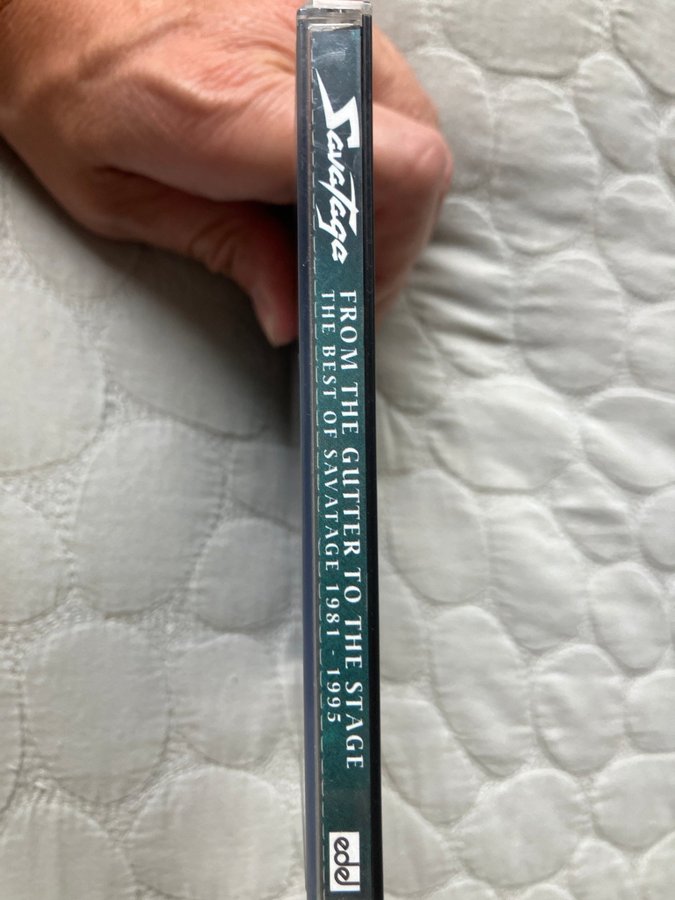 Savatage
FROM THE GUTTER TO THE STAGE
THE BEST OF SAVATAGE 1981 - 1995
edel